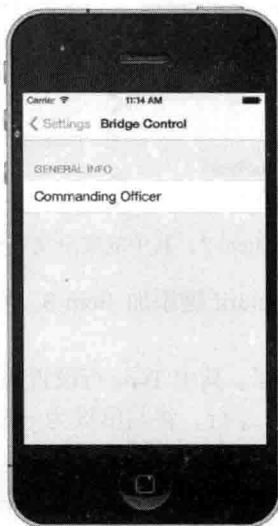 Carrier 11:14 AM
Settings Bridge Control
GENERAL INFO
Commanding Officer